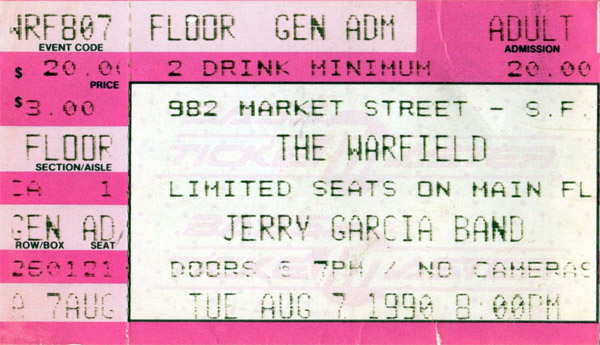 WRF807 FLOOR GEN ADM ADULT
EVENT CODE ADMISSION
$ 20.00 2 DRINK MINIMUM 20.00
PRICE
$3.00 982 MARKET STREET - S.F.
FLOOR THE WARFIELD
SECTION/AISLE
CA 1 LIMITED SEATS ON MAIN FL
GEN AD JERRY GARCIA BAND
ROW/BOX SEAT
260121 DOORS 6 7PM / NO CAMERAS
A 7AUG TUE AUG 7 1990 8:00PM